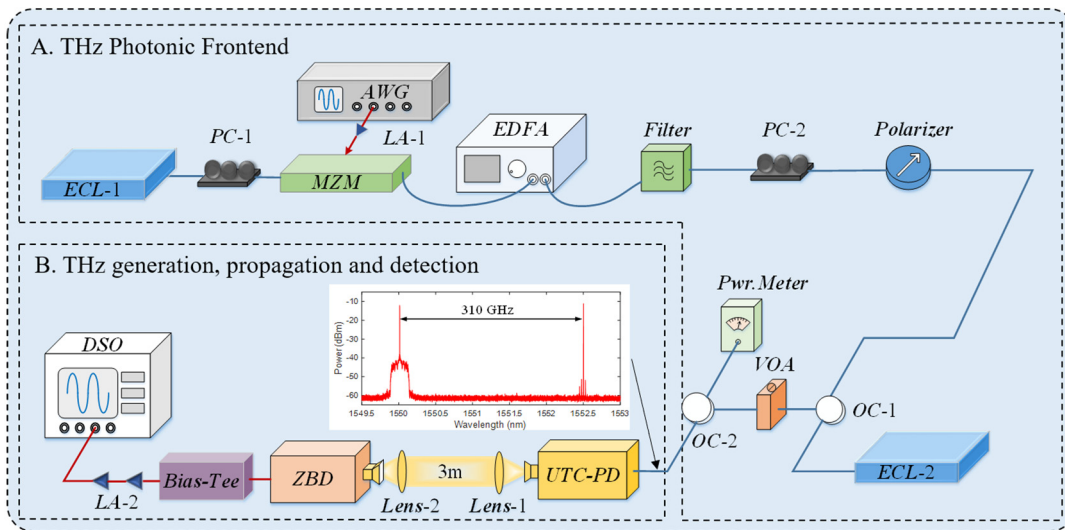 A. THz Photonic Frontend
AWG
PC-1
LA-1
EDFA
Filter
PC-2
Polarizer
ECL-1
MZM
B. THz generation, propagation and detection
Pwr.Meter
310 GHz
Power (dBm)
-10
-20
-30
-40
-50
-60
1549.5 1550 1550.5 1551 1551.5 1552 1552.5 1553
Wavelength (nm)
DSO
VOA
OC-1
OC-2
ECL-2
LA-2
Bias-Tee
ZBD
3m
UTC-PD
Lens-2
Lens-1